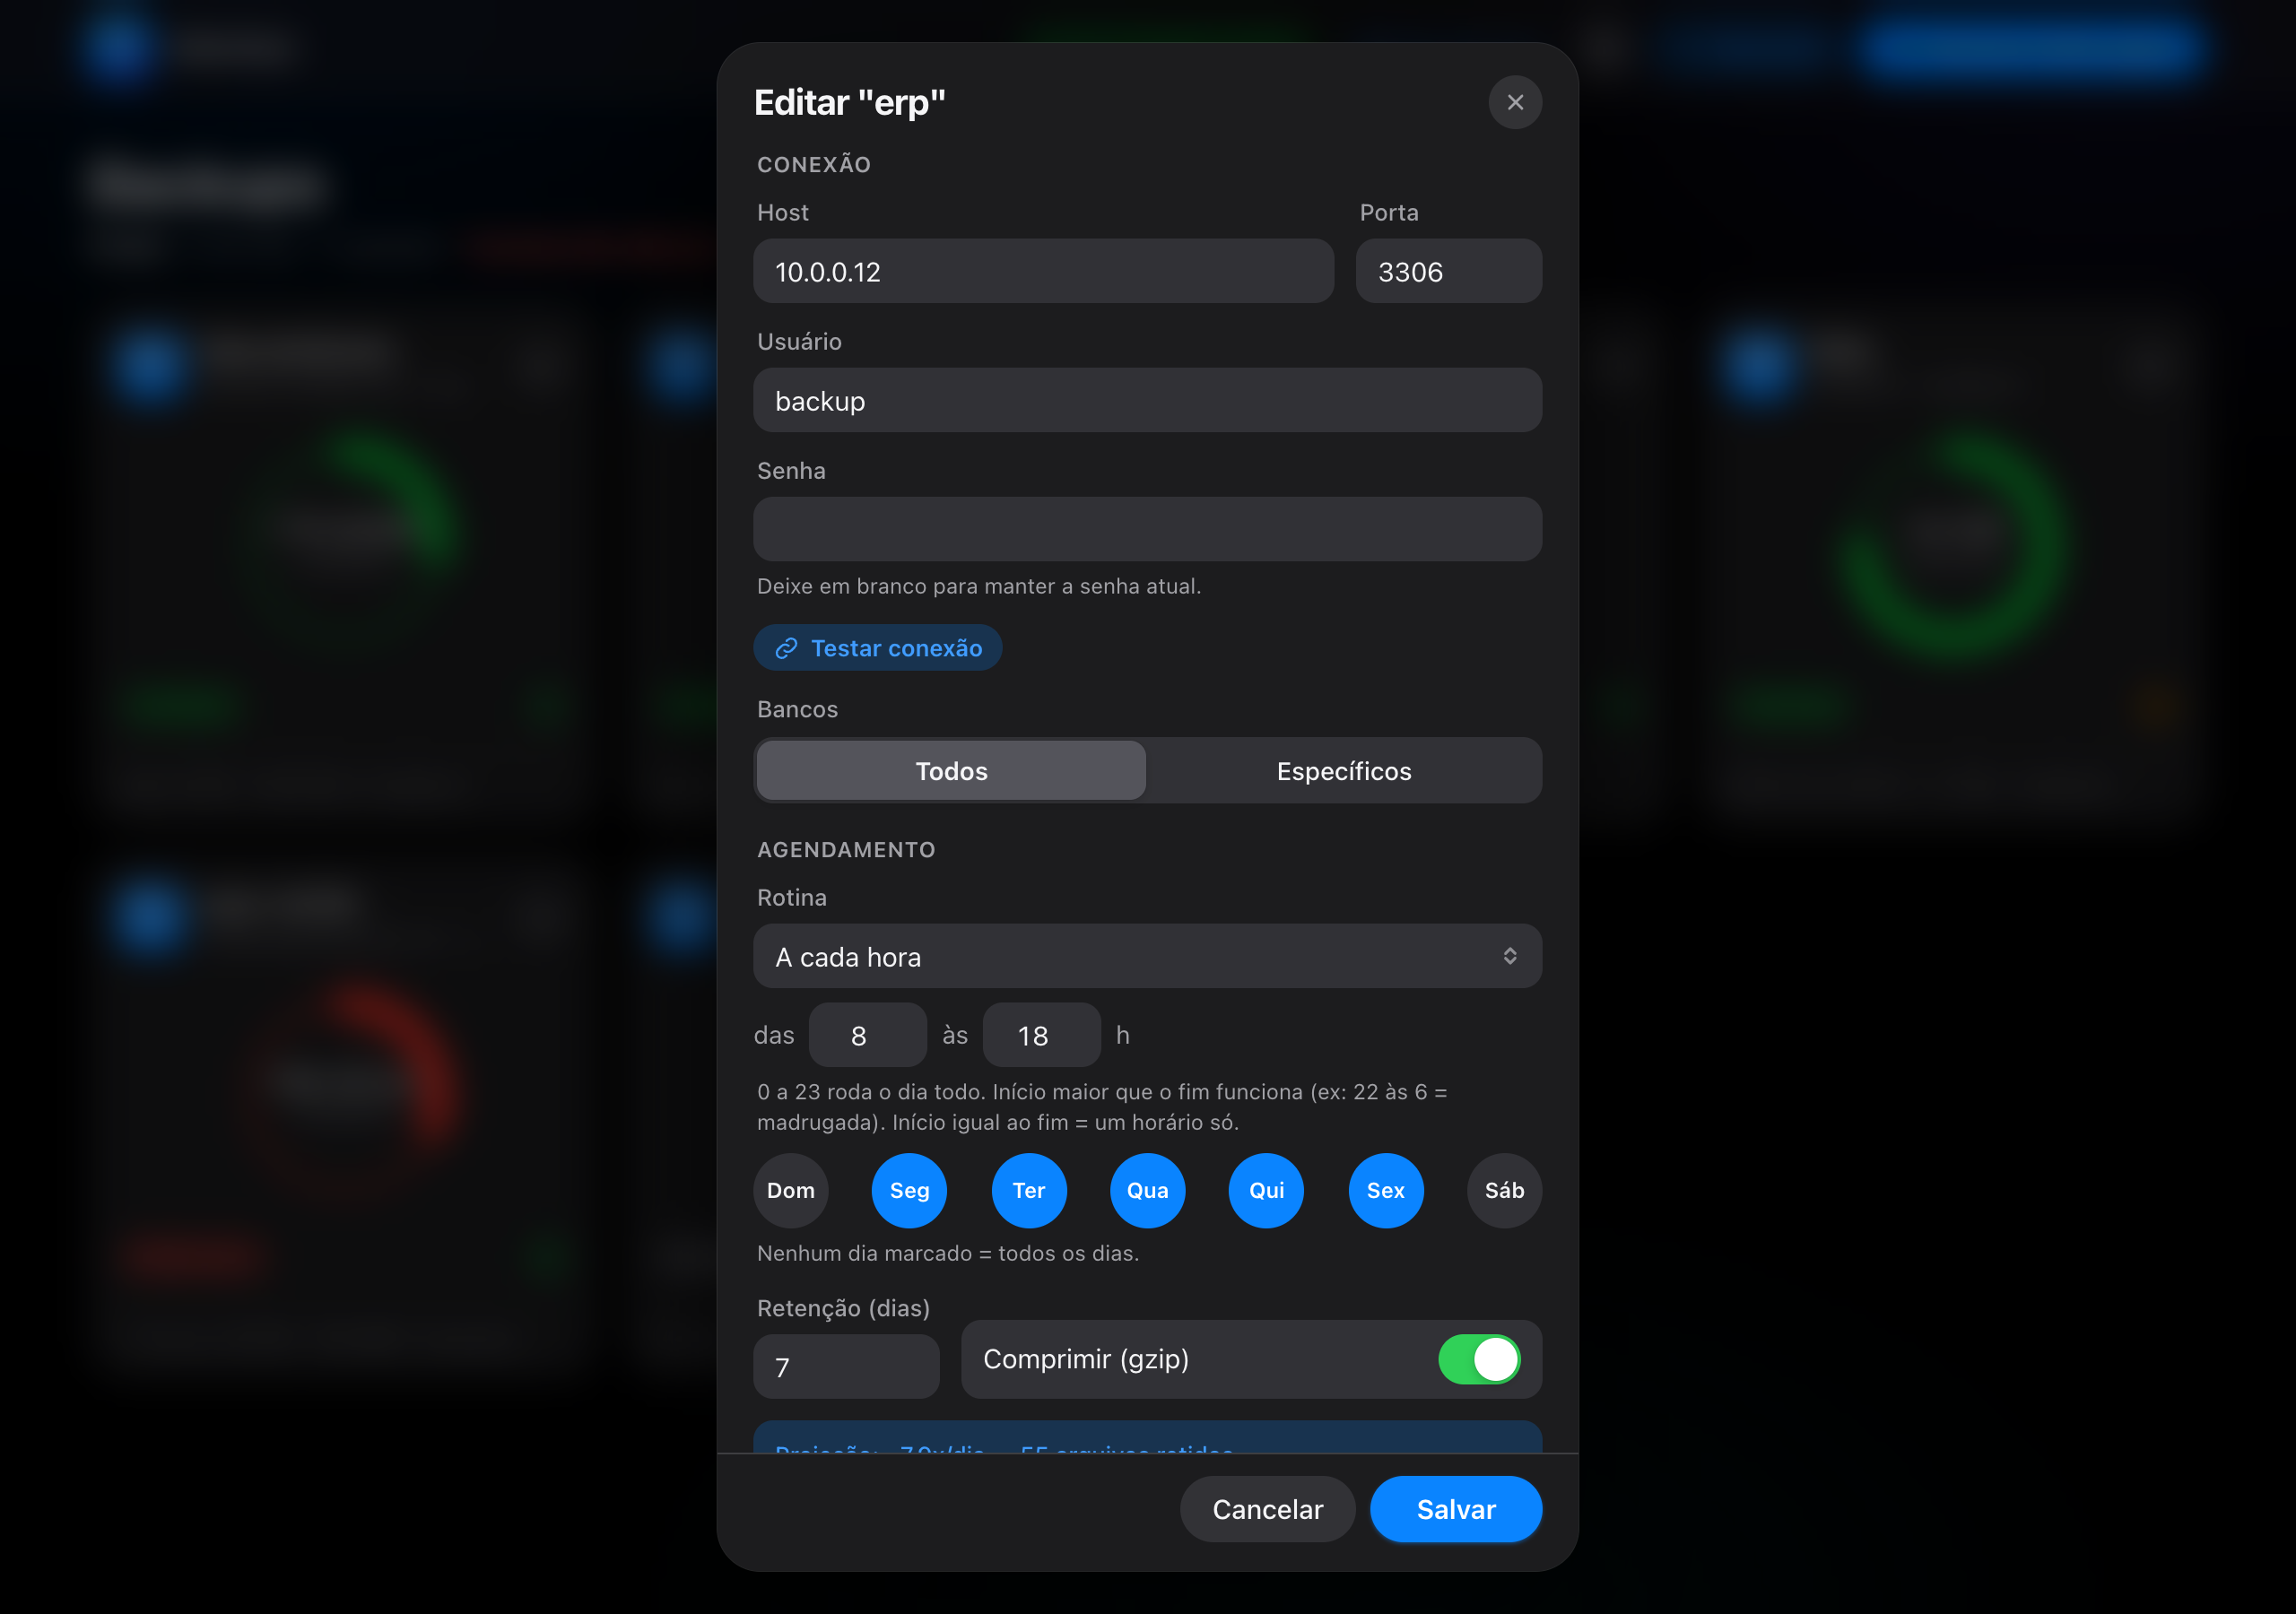 Editar "erp"
CONEXÃO
Host
Porta
10.0.0.12
3306
Usuário
backup
Senha
Deixe em branco para manter a senha atual.
Testar conexão
Bancos
Todos
Específicos
AGENDAMENTO
Rotina
A cada hora
das 8 às 18 h
0 a 23 roda o dia todo. Início maior que o fim funciona (ex: 22 às 6 =
madrugada). Início igual ao fim = um horário só.
Dom Seg Ter Qua Qui Sex Sáb
Nenhum dia marcado = todos os dias.
Retenção (dias)
7
Comprimir (gzip)
Cancelar
Salvar